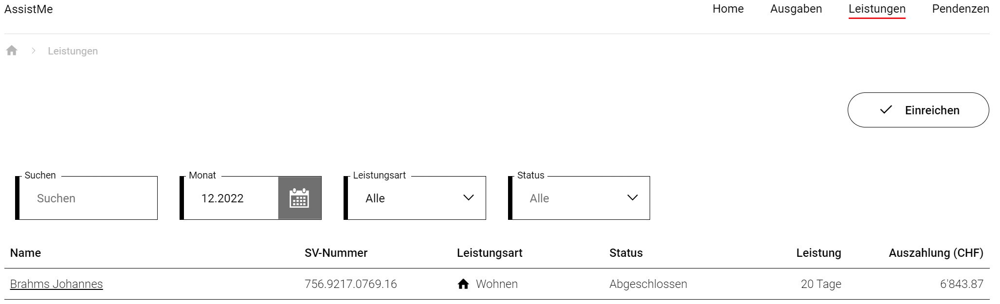 AssistMe Home Ausgaben Leistungen Pendenzen
Leistungen
Einreichen
Suchen Monat Leistungsart Status
Suchen 12.2022 Alle Alle
Name SV-Nummer Leistungsart Status Leistung Auszahlung (CHF)
Brahms Johannes 756.9217.0769.16 Wohnen Abgeschlossen 20 Tage 6'843.87